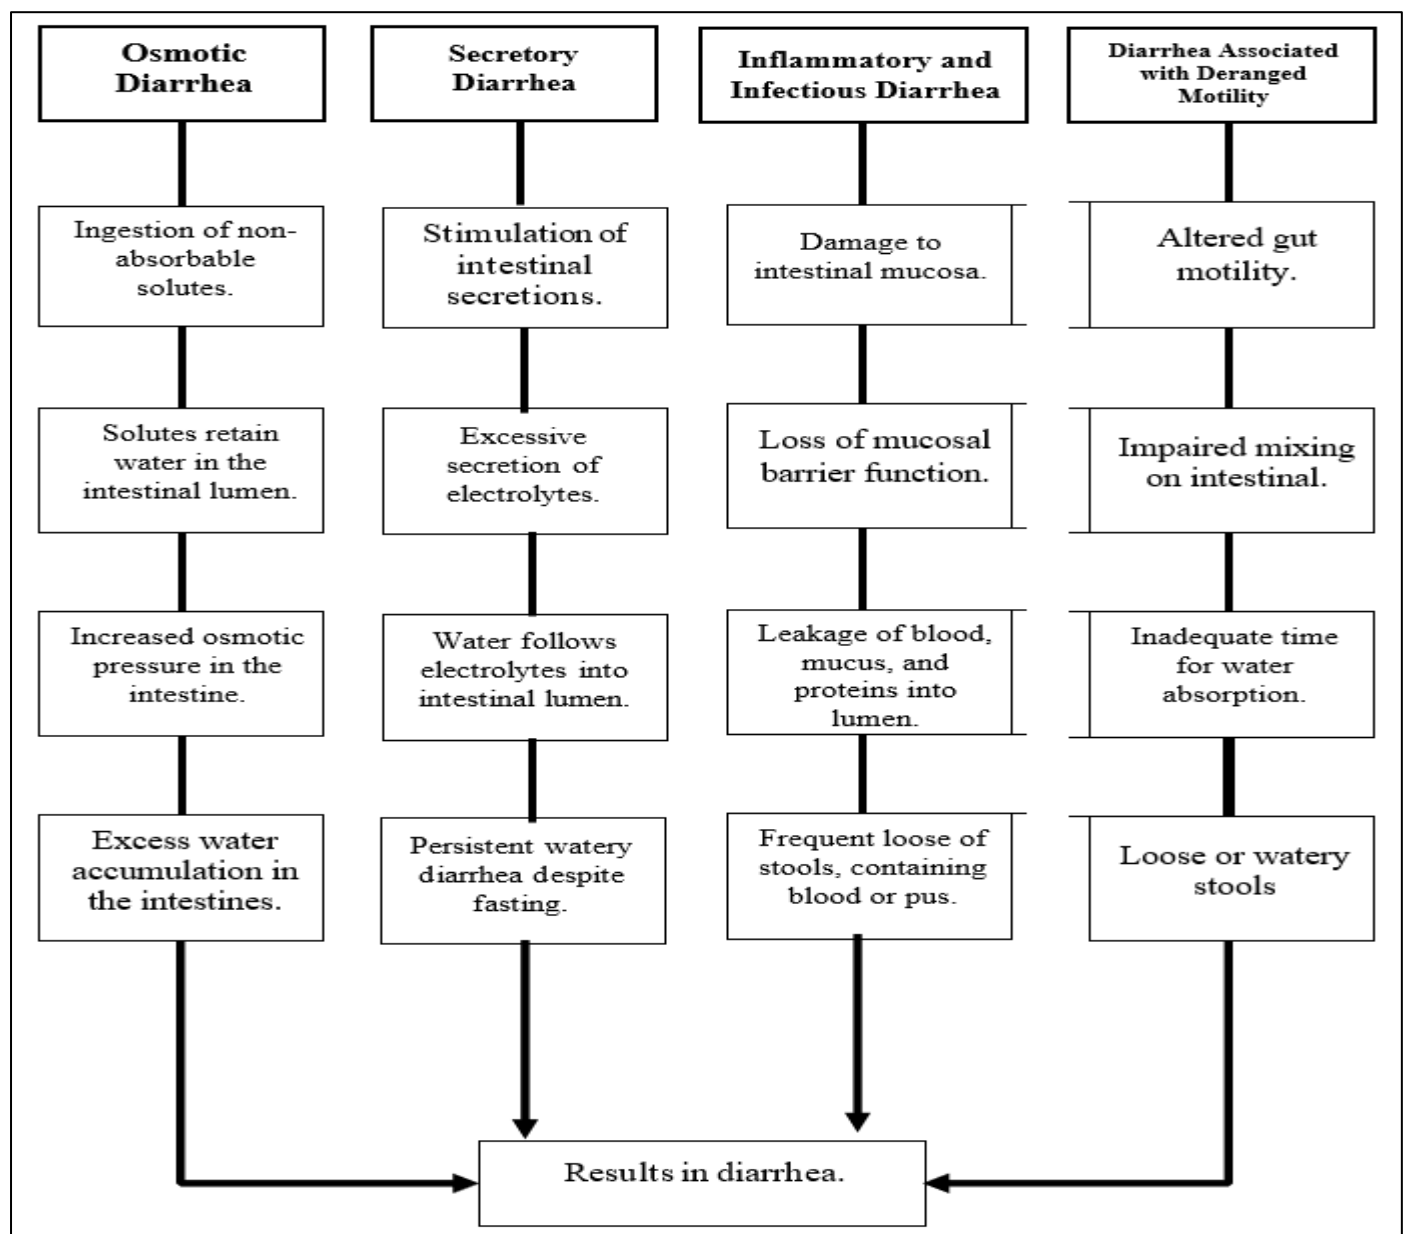 Osmotic
Diarrhea
Ingestion of non-
absorbable
solutes.
Solutes retain
water in the
intestinal lumen.
Increased osmotic
pressure in the
intestine.
Excess water
accumulation in
the intestines.
Secretory
Diarrhea
Stimulation of
intestinal
secretions.
Excessive
secretion of
electrolytes.
Water follows
electrolytes into
intestinal lumen.
Persistent watery
diarrhea despite
fasting.
Inflammatory and
Infectious Diarrhea
Damage to
intestinal mucosa.
Loss of mucosal
barrier function.
Leakage of blood,
mucus, and
proteins into
lumen.
Frequent loose of
stools, containing
blood or pus.
Diarrhea Associated
with Deranged
Motility
Altered gut
motility.
Impaired mixing
on intestinal.
Inadequate time
for water
absorption.
Loose or watery
stools
Results in diarrhea.